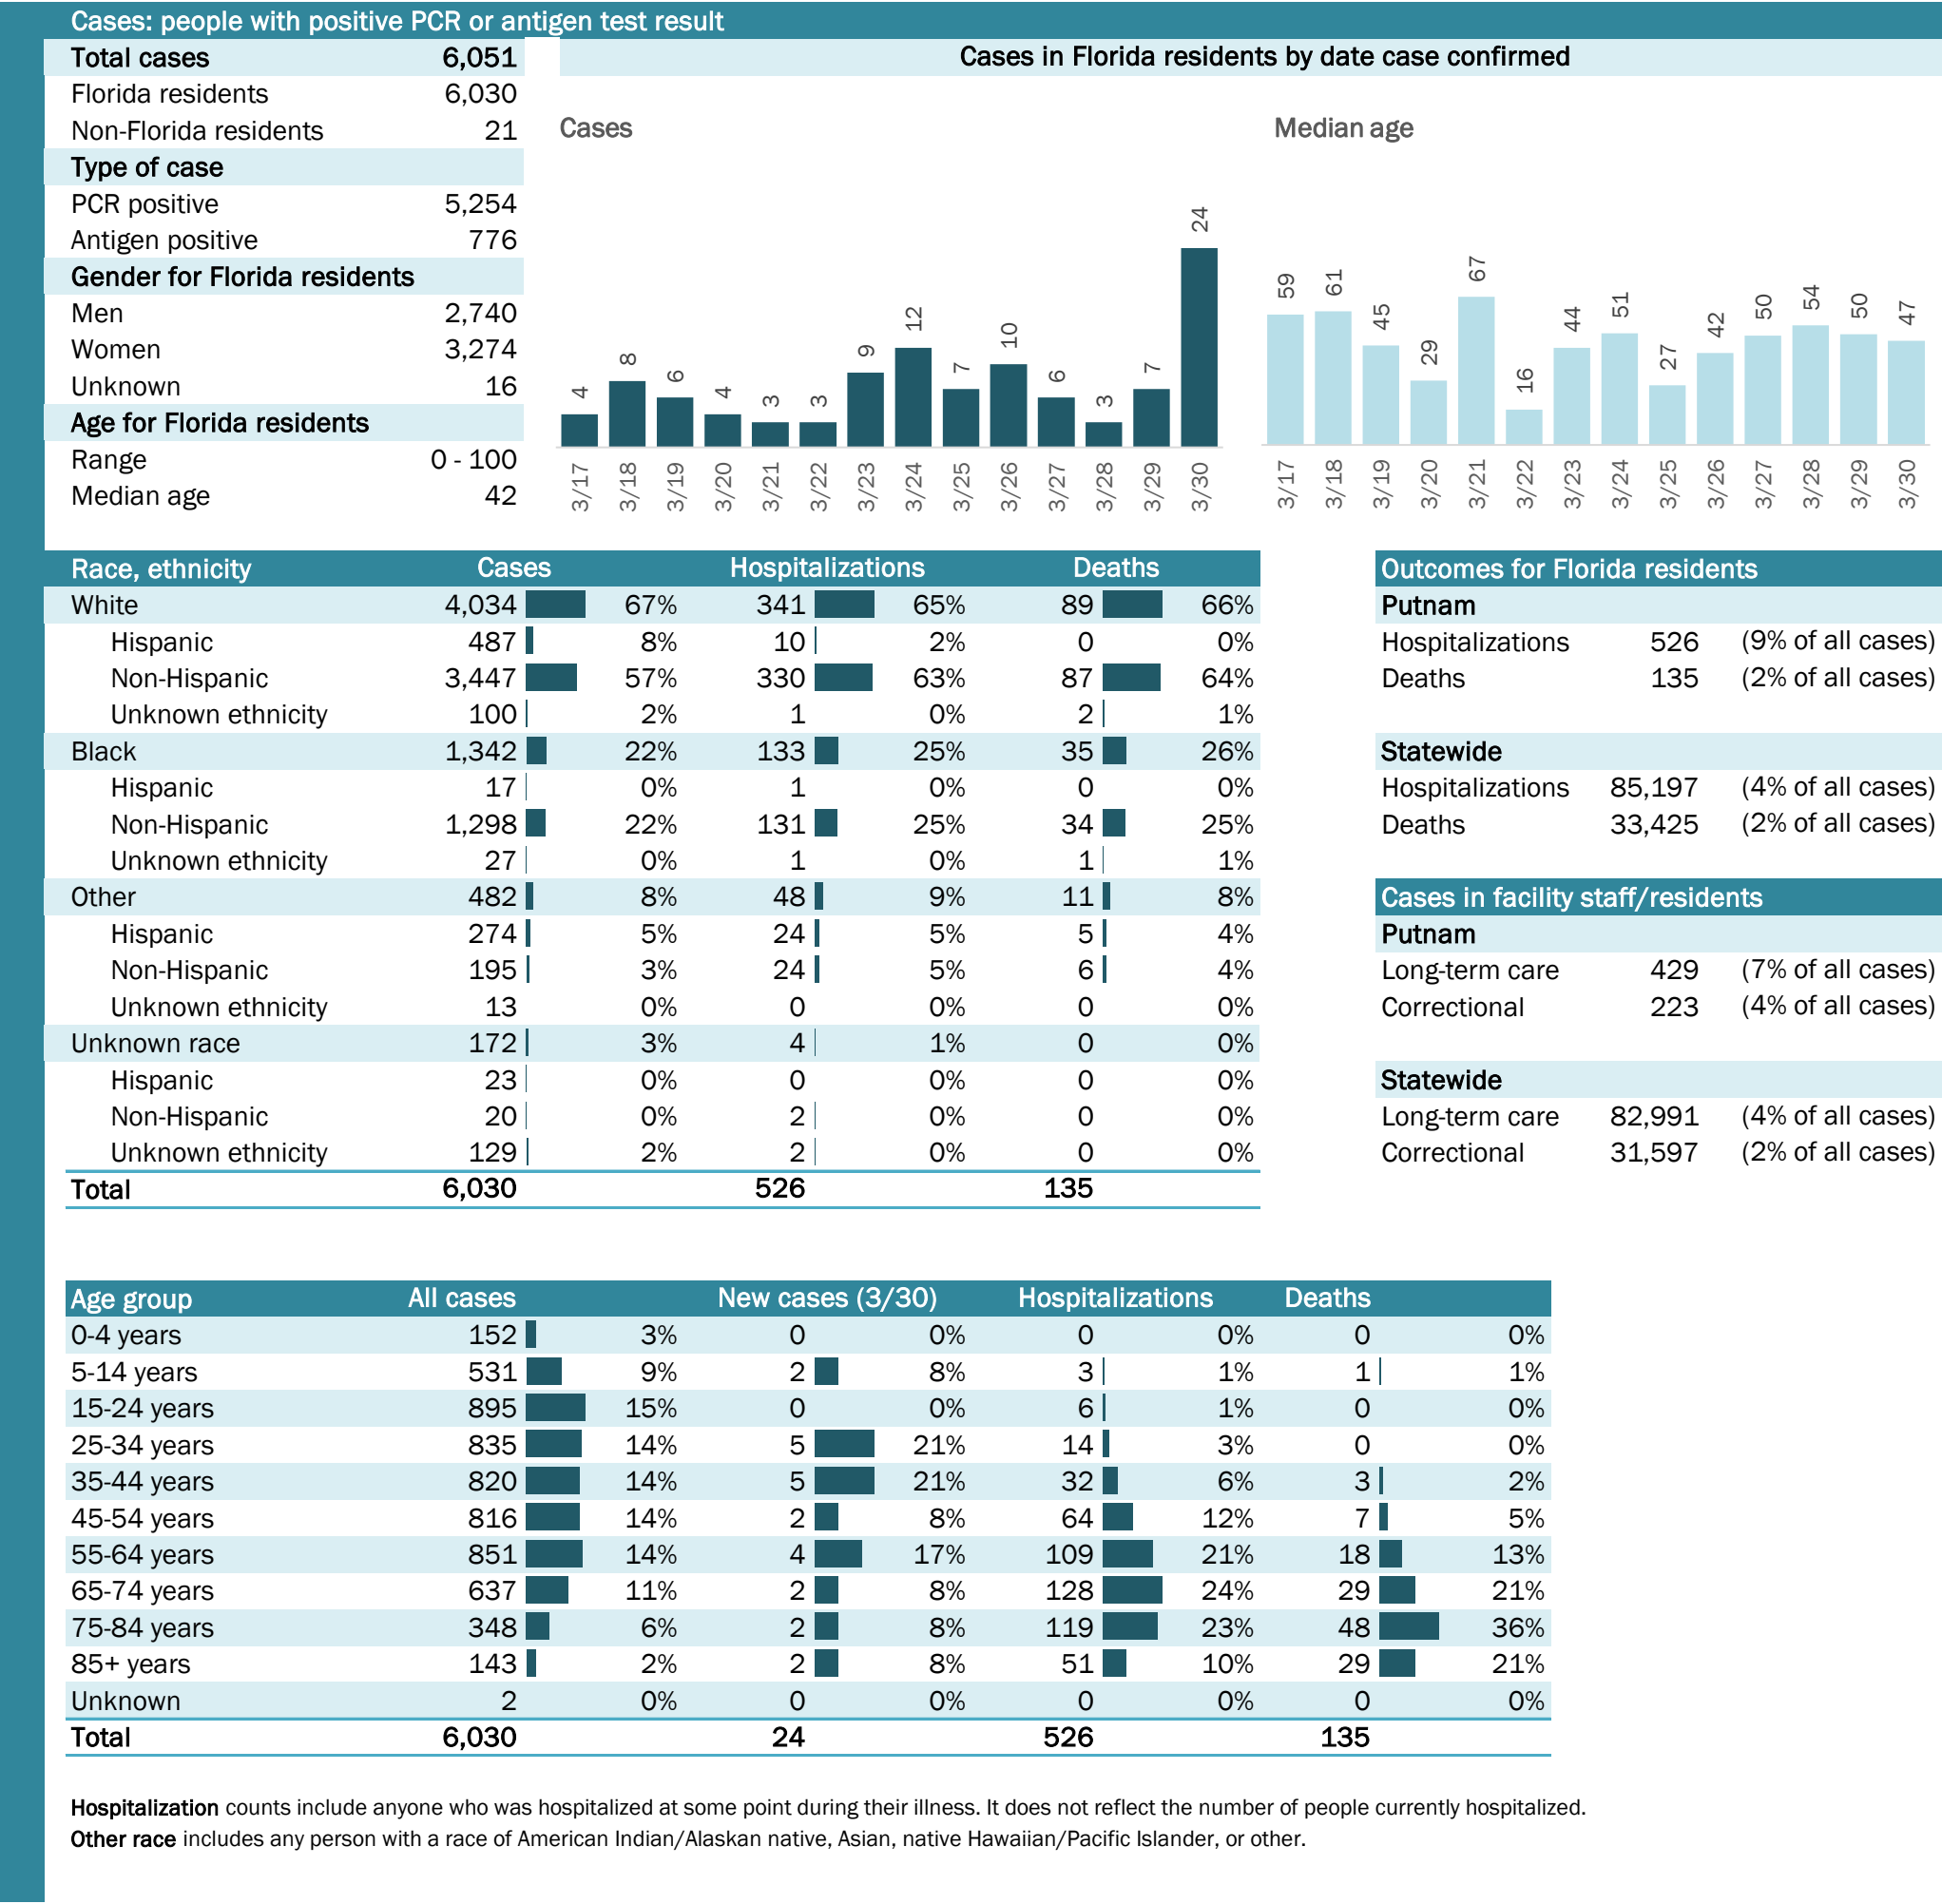 Cases: people with positive PCR or antigen test result
Total cases 6,051
Florida residents 6,030
Non-Florida residents 21
Type of case
PCR positive 5,254
Antigen positive 776
Gender for Florida residents
Men 2,740
Women 3,274
Unknown 16
Age for Florida residents
Range 0 - 100
Median age 42
Cases in Florida residents by date case confirmed
Cases
4 8 6 4 3 3 9 12 7 10 6 3 7 24
3/17 3/18 3/19 3/20 3/21 3/22 3/23 3/24 3/25 3/26 3/27 3/28 3/29 3/30
Median age
59 61 45 29 67 16 44 51 27 42 50 54 50 47
3/17 3/18 3/19 3/20 3/21 3/22 3/23 3/24 3/25 3/26 3/27 3/28 3/29 3/30
Race, ethnicity Cases Hospitalizations Deaths
White 4,034 67% 341 65% 89 66%
Hispanic 487 8% 10 2% 0 0%
Non-Hispanic 3,447 57% 330 63% 87 64%
Unknown ethnicity 100 2% 1 0% 2 1%
Black 1,342 22% 133 25% 35 26%
Hispanic 17 0% 1 0% 0 0%
Non-Hispanic 1,298 22% 131 25% 34 25%
Unknown ethnicity 27 0% 1 0% 1 1%
Other 482 8% 48 9% 11 8%
Hispanic 274 5% 24 5% 5 4%
Non-Hispanic 195 3% 24 5% 6 4%
Unknown ethnicity 13 0% 0 0% 0 0%
Unknown race 172 3% 4 1% 0 0%
Hispanic 23 0% 0 0% 0 0%
Non-Hispanic 20 0% 2 0% 0 0%
Unknown ethnicity 129 2% 2 0% 0 0%
Total 6,030 526 135
Outcomes for Florida residents
Putnam
Hospitalizations 526 (9% of all cases)
Deaths 135 (2% of all cases)
Statewide
Hospitalizations 85,197 (4% of all cases)
Deaths 33,425 (2% of all cases)
Cases in facility staff/residents
Putnam
Long-term care 429 (7% of all cases)
Correctional 223 (4% of all cases)
Statewide
Long-term care 82,991 (4% of all cases)
Correctional 31,597 (2% of all cases)
Age group All cases New cases (3/30) Hospitalizations Deaths
0-4 years 152 3% 0 0% 0 0% 0 0%
5-14 years 531 9% 2 8% 3 1% 1 1%
15-24 years 895 15% 0 0% 6 1% 0 0%
25-34 years 835 14% 5 21% 14 3% 0 0%
35-44 years 820 14% 5 21% 32 6% 3 2%
45-54 years 816 14% 2 8% 64 12% 7 5%
55-64 years 851 14% 4 17% 109 21% 18 13%
65-74 years 637 11% 2 8% 128 24% 29 21%
75-84 years 348 6% 2 8% 119 23% 48 36%
85+ years 143 2% 2 8% 51 10% 29 21%
Unknown 2 0% 0 0% 0 0% 0 0%
Total 6,030 24 526 135
Hospitalization counts include anyone who was hospitalized at some point during their illness. It does not reflect the number of people currently hospitalized.
Other race includes any person with a race of American Indian/Alaskan native, Asian, native Hawaiian/Pacific Islander, or other.